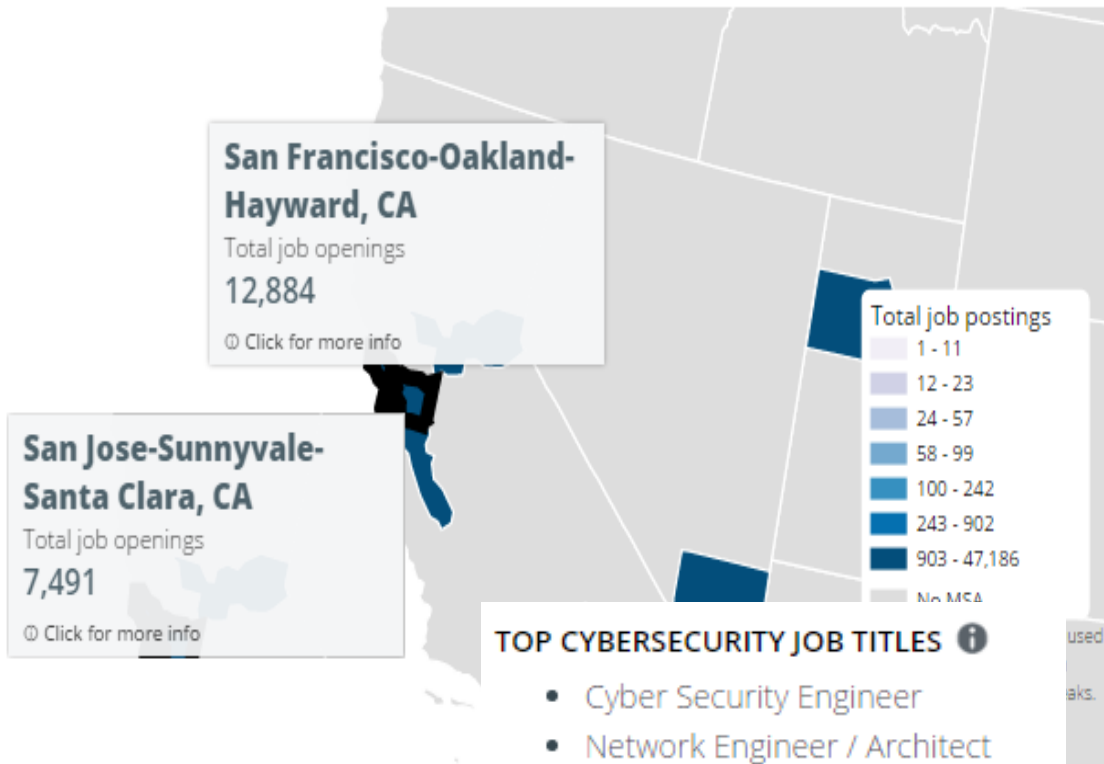 San Francisco-Oakland-
Hayward, CA
Total job openings
12,884
Click for more info
San Jose-Sunnyvale-
Santa Clara, CA
Total job openings
7,491
Click for more info
Total job postings
1 - 11
12 - 23
24 - 57
58 - 99
100 - 242
243 - 902
903 - 47,186
No MSA
used
aks.
TOP CYBERSECURITY JOB TITLES
• Cyber Security Engineer
• Network Engineer / Architect